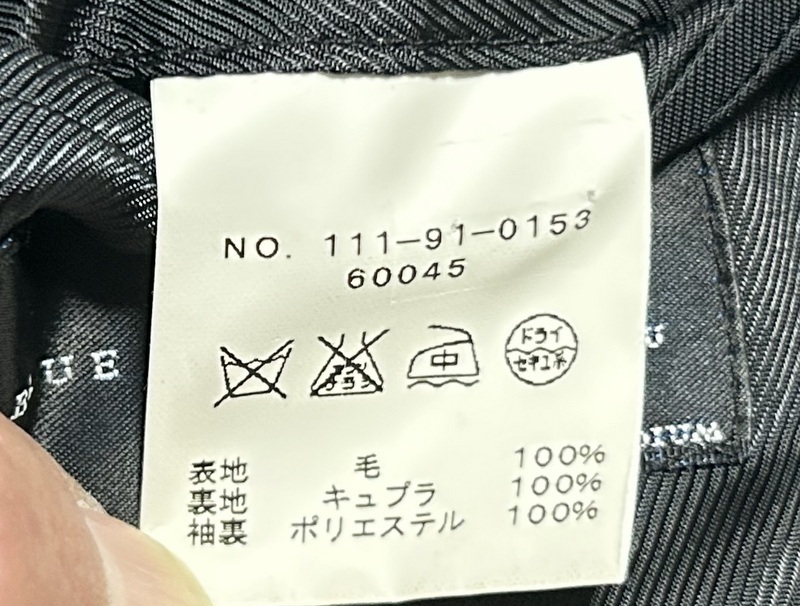 NO. 111-91-0153
60045
中
ドライ
セキユ系
表地 毛 100%
裏地 キュプラ 100%
袖裏 ポリエステル 100%
UE